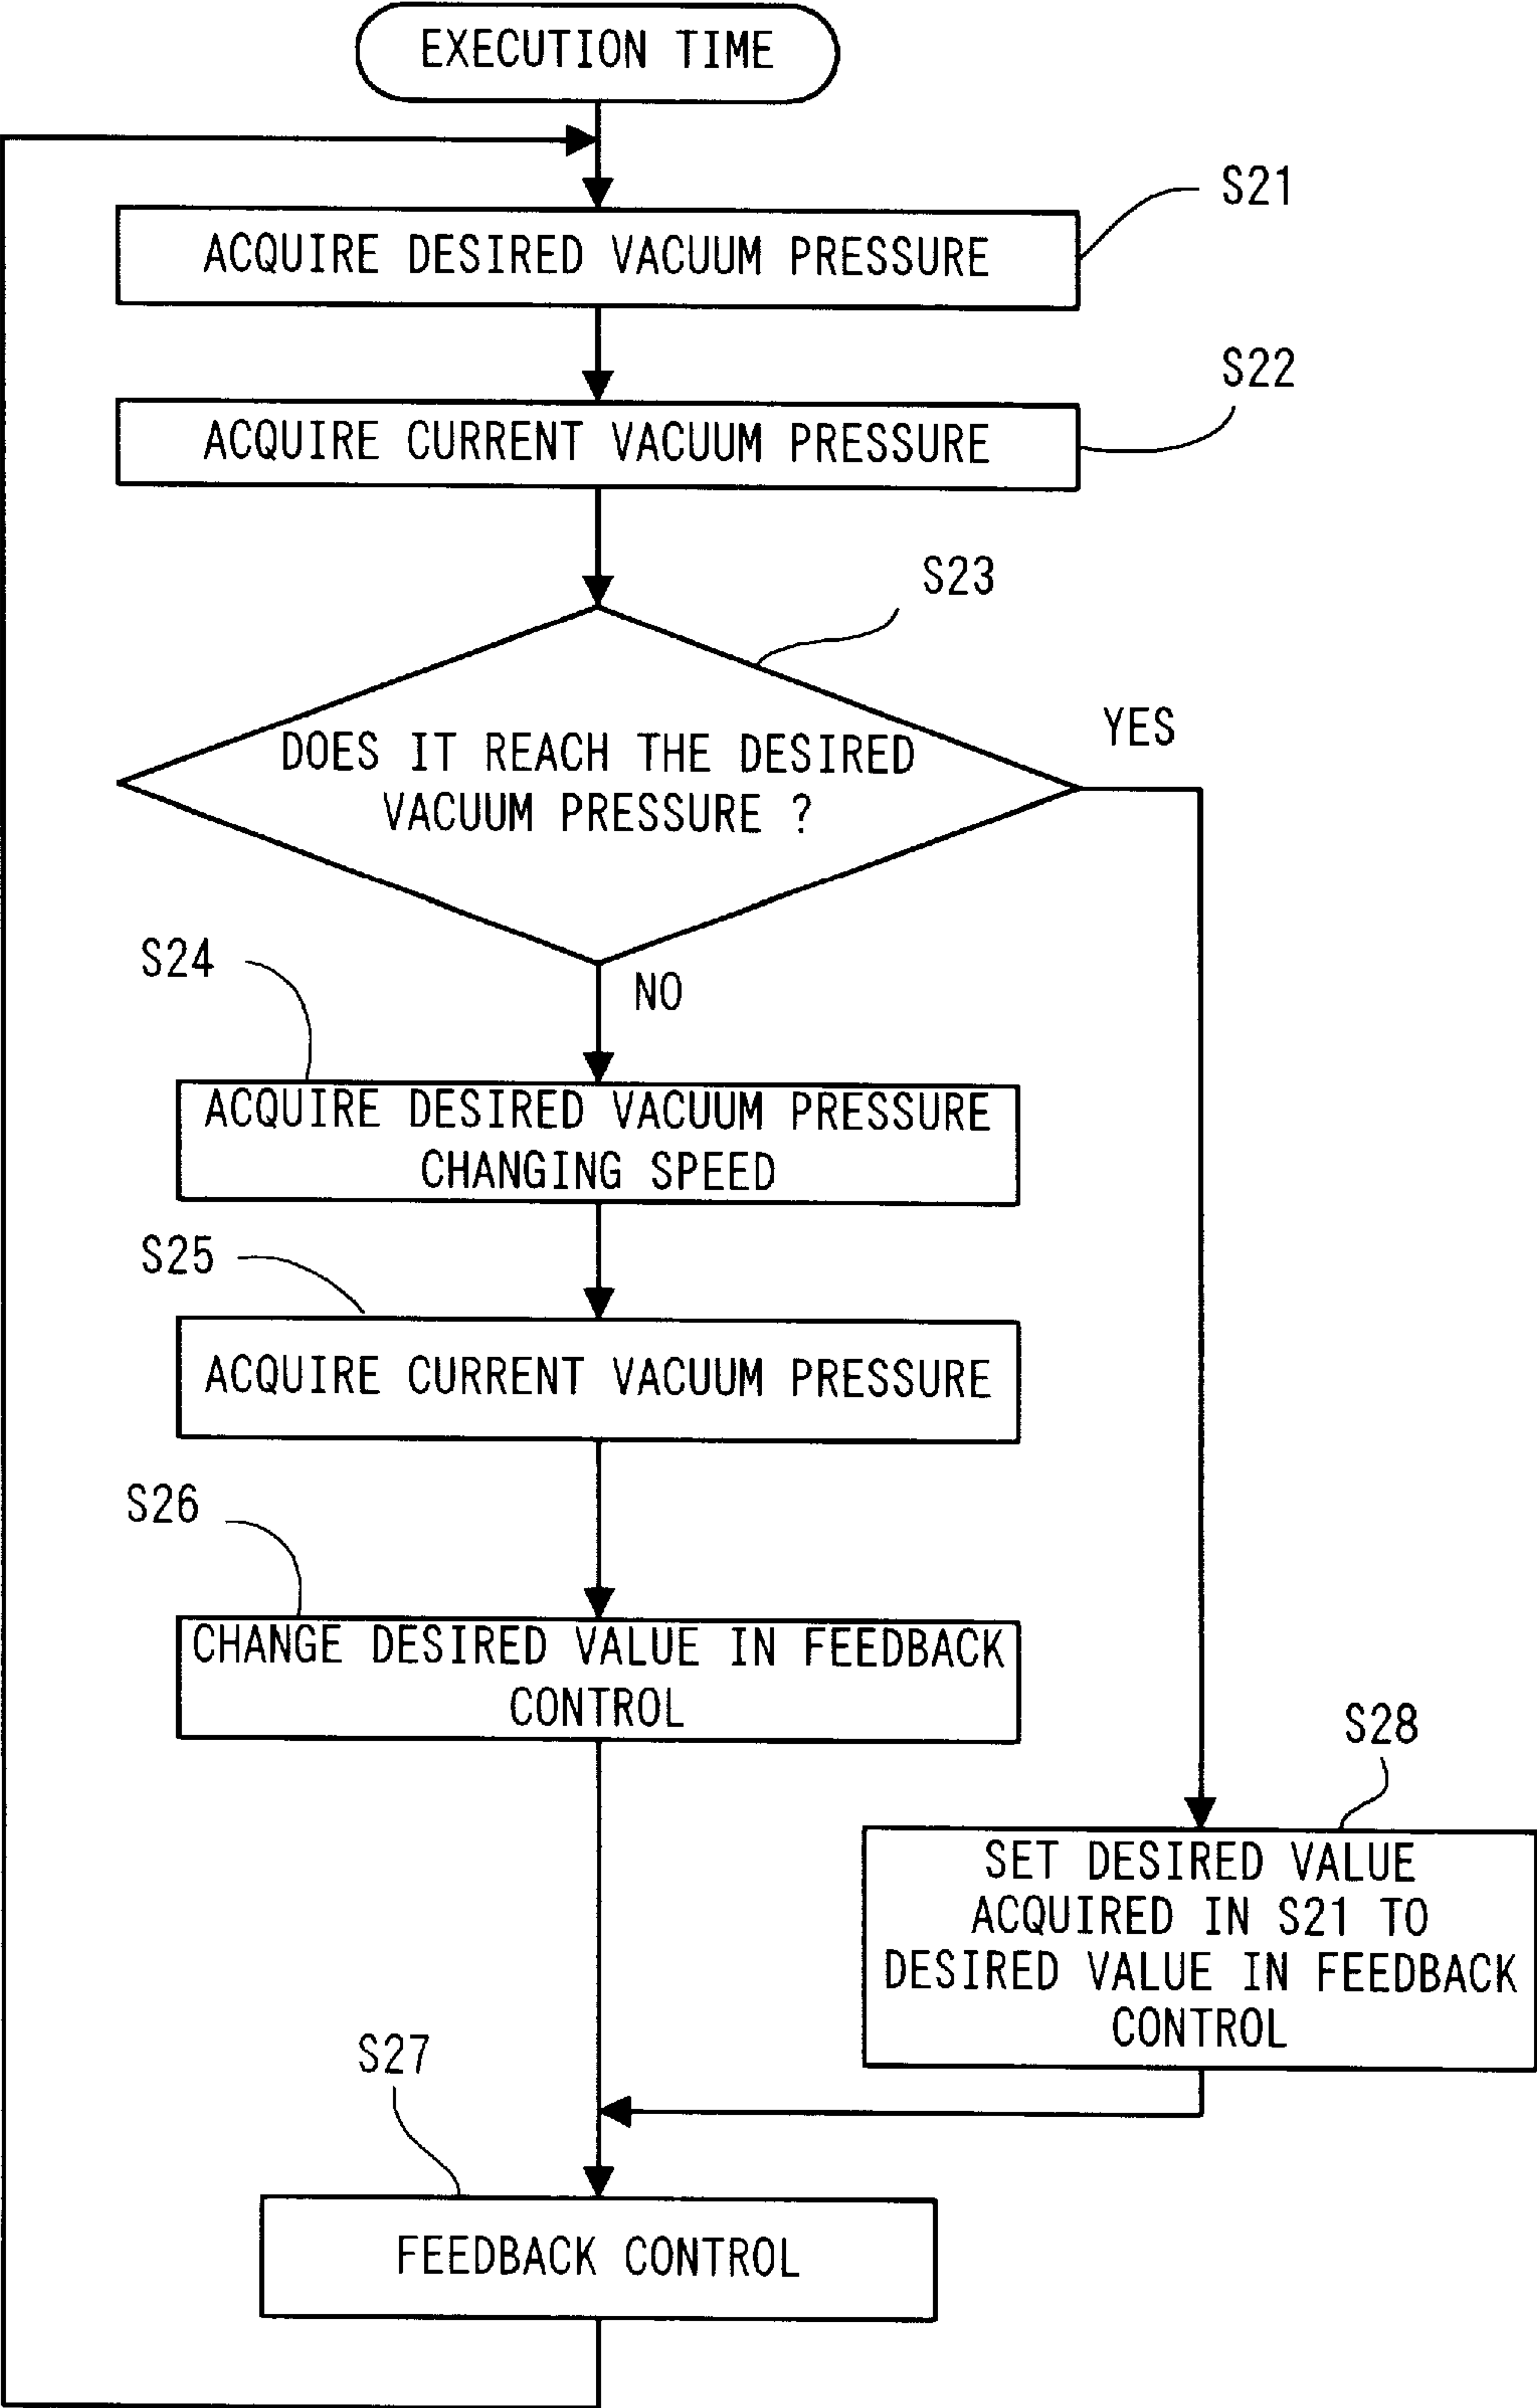 EXECUTION TIME
S21
ACQUIRE DESIRED VACUUM PRESSURE
S22
ACQUIRE CURRENT VACUUM PRESSURE
S23
YES
DOES IT REACH THE DESIRED
VACUUM PRESSURE ?
S24
NO
ACQUIRE DESIRED VACUUM PRESSURE
CHANGING SPEED
S25
ACQUIRE CURRENT VACUUM PRESSURE
S26
CHANGE DESIRED VALUE IN FEEDBACK
CONTROL
S28
SET DESIRED VALUE
ACQUIRED IN S21 TO
DESIRED VALUE IN FEEDBACK
CONTROL
S27
FEEDBACK CONTROL